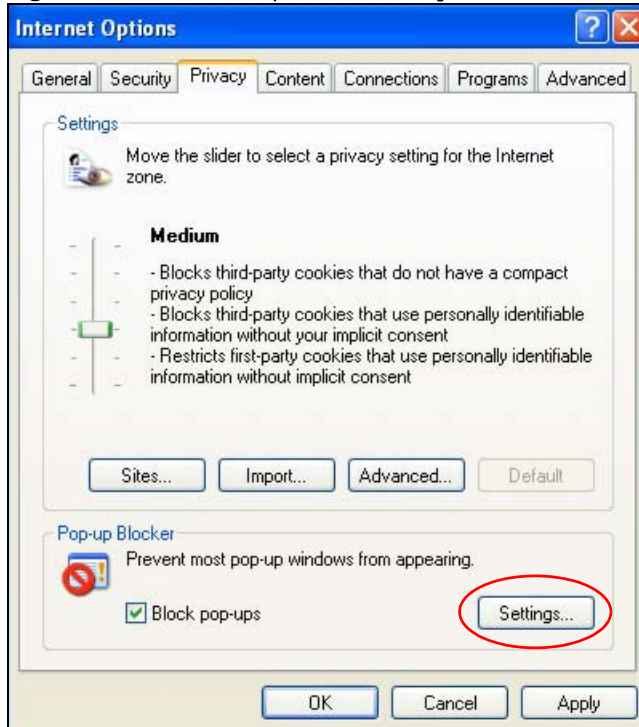 Internet Options
General Security Privacy Content Connections Programs Advanced
Settings
Move the slider to select a privacy setting for the Internet
zone.
Medium
- Blocks third-party cookies that do not have a compact
privacy policy
- Blocks third-party cookies that use personally identifiable
information without your implicit consent
- Restricts first-party cookies that use personally identifiable
information without implicit consent
Sites... Import... Advanced... Default
Pop-up Blocker
Prevent most pop-up windows from appearing.
Block pop-ups Settings...
OK Cancel Apply